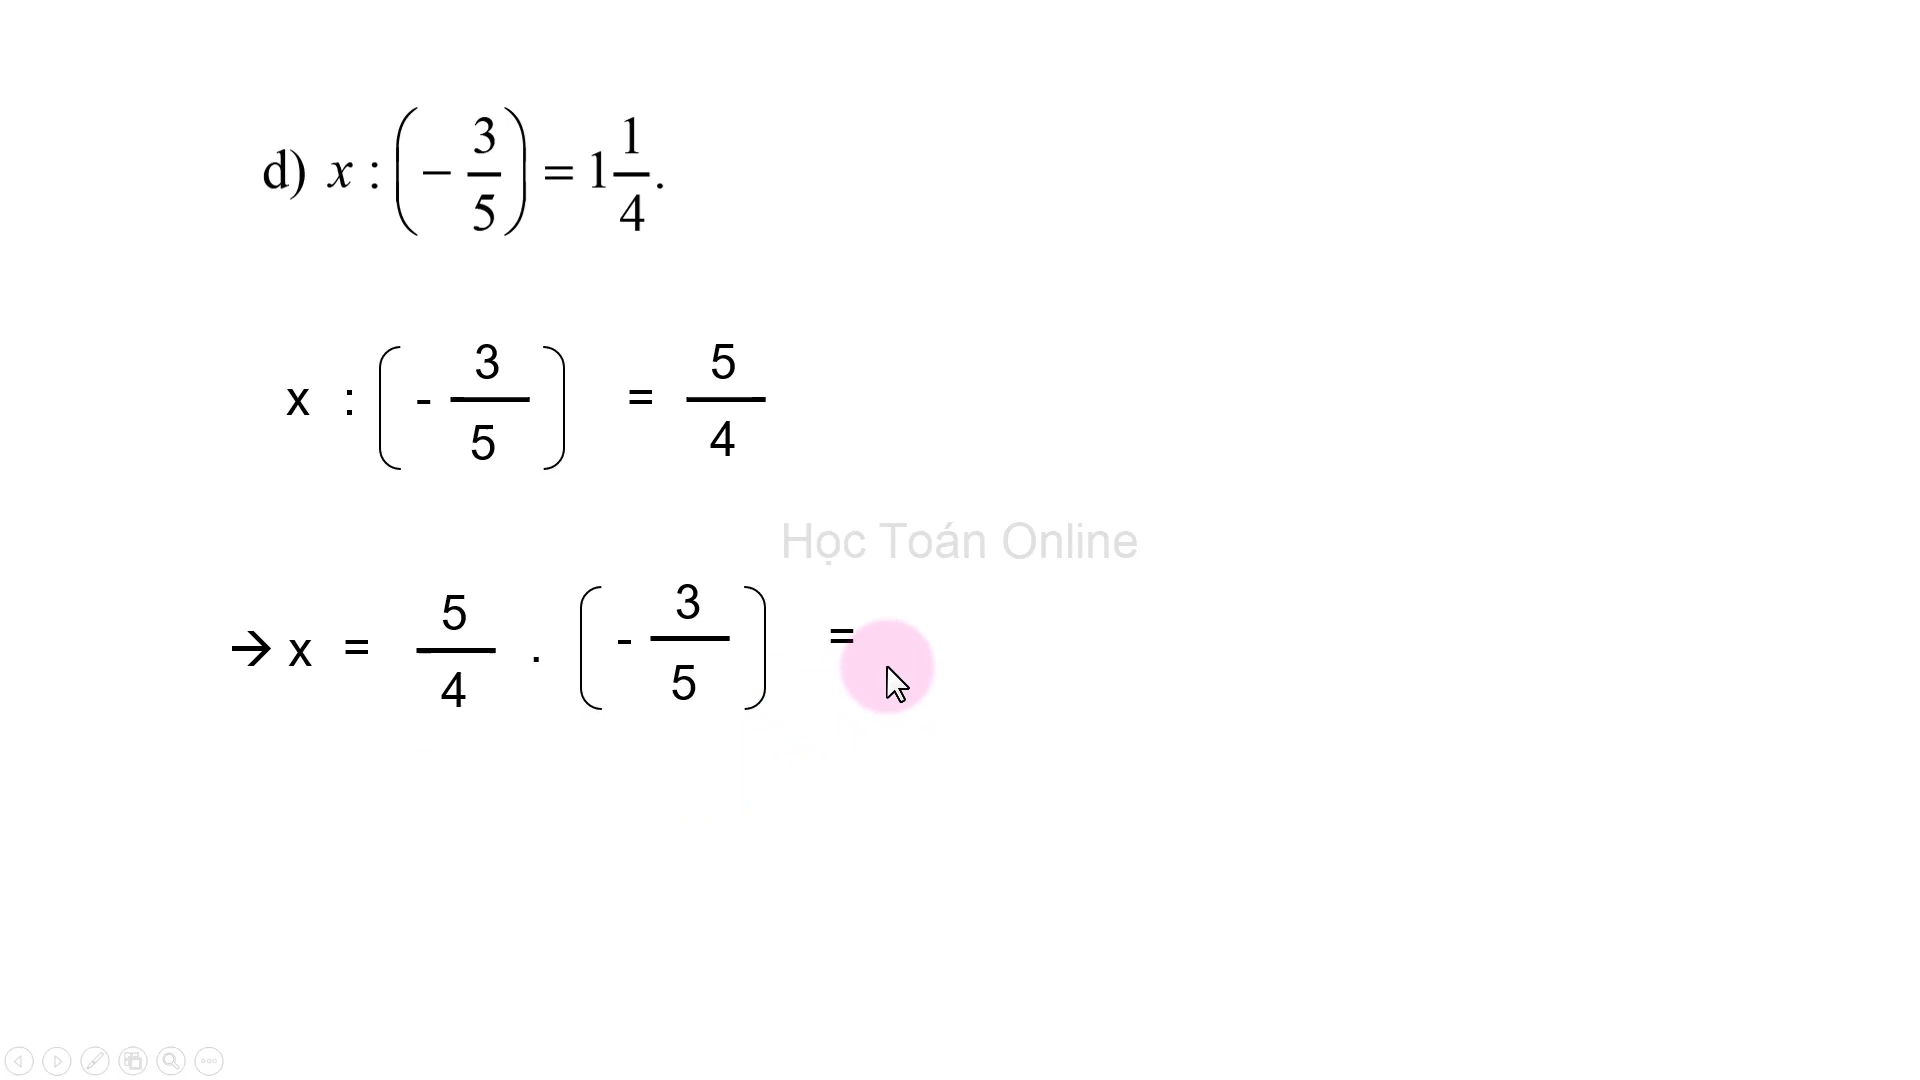 d) x : (− 3/5) = 1 1/4 .
x : ( - 3/5 ) = 5/4
Học Toán Online
→ x = 5/4 . ( - 3/5 ) =